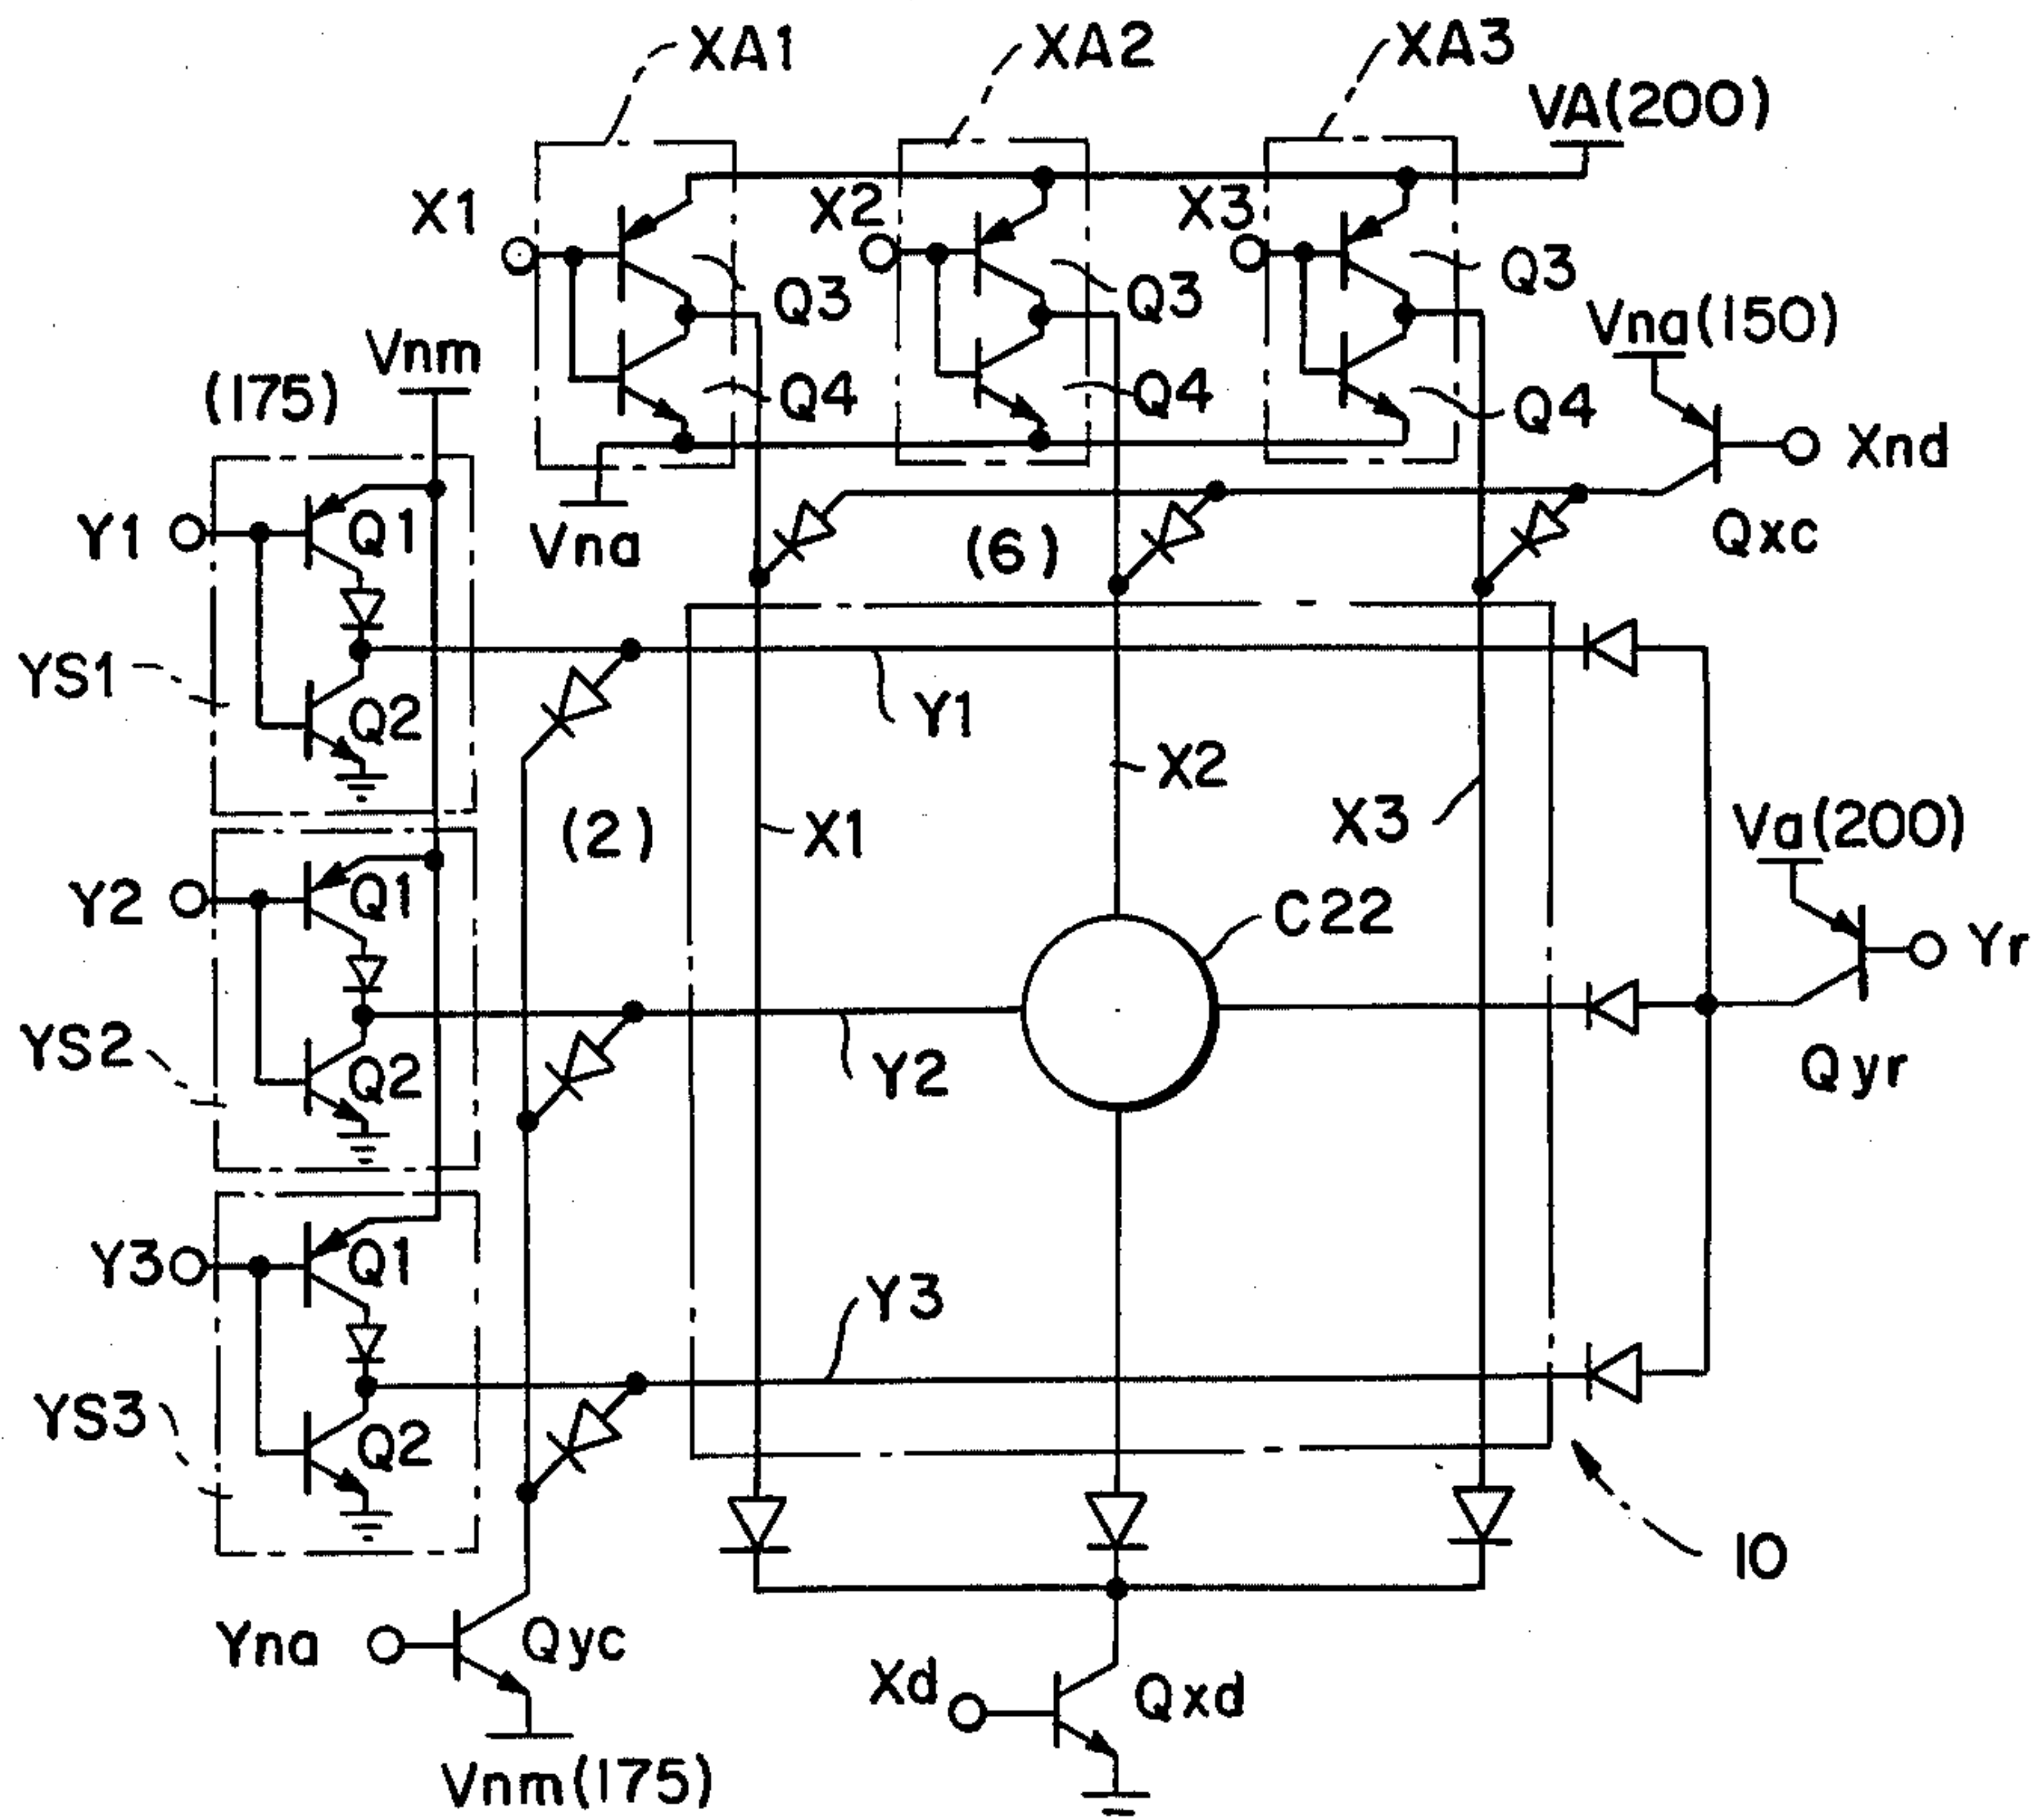 XA1 XA2 XA3
VA(200)
X1 X2 X3
Q3 Q3 Q3
Vna(150)
Vnm
(175)
Q4 Q4 Q4
Xnd
Y1 Q1
Vna (6) Qxc
YS1 Q2 Y1
X2
(2) X1 X3 Va(200)
Y2 Q1 C22 Yr
YS2 Q2 Y2 Qyr
Y3 Q1 Y3
YS3 Q2
10
Yna Qyc Xd Qxd
Vnm(175)